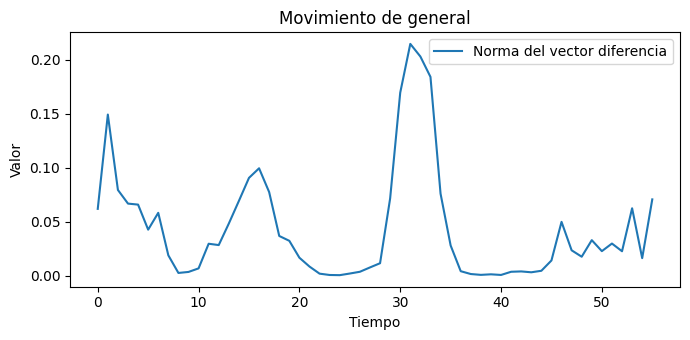 Movimiento de general
Norma del vector diferencia
Valor
0.20
0.15
0.10
0.05
0.00
0 10 20 30 40 50
Tiempo